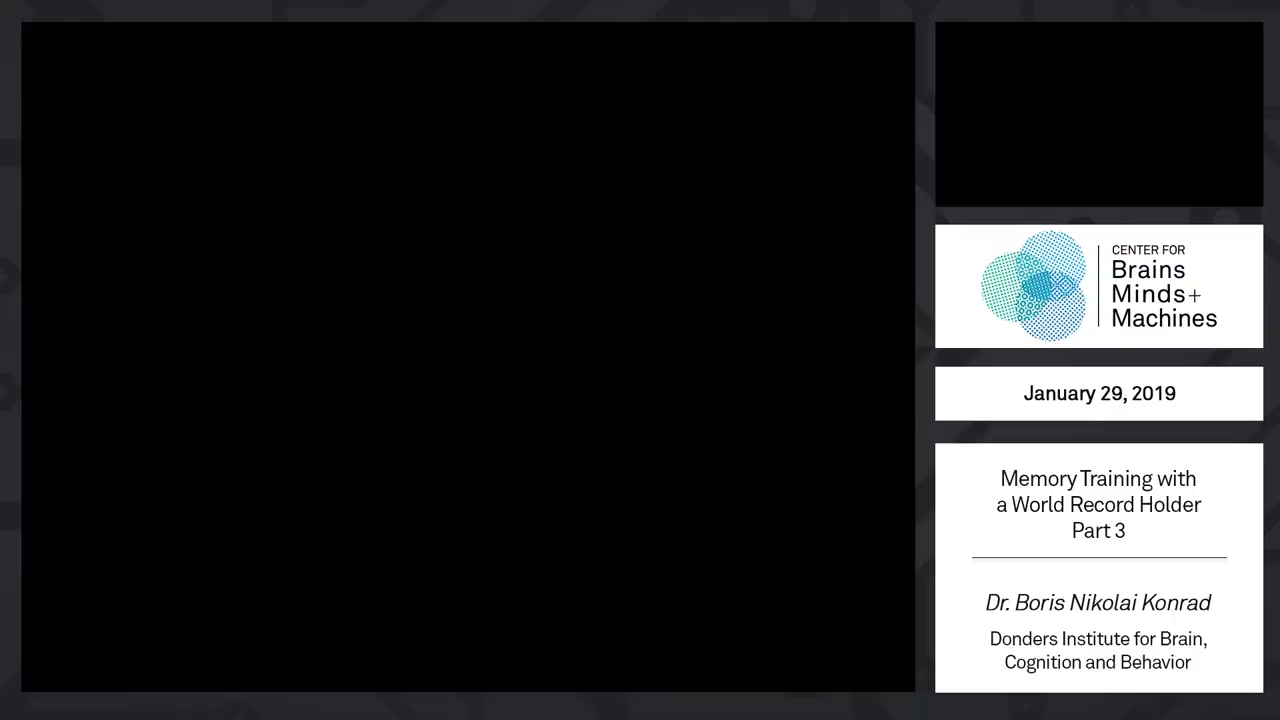 CENTER FOR
Brains
Minds+
Machines
January 29, 2019
Memory Training with
a World Record Holder
Part 3
Dr. Boris Nikolai Konrad
Donders Institute for Brain,
Cognition and Behavior